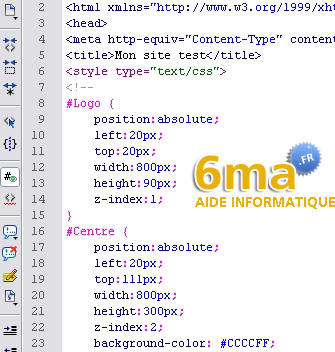 2 <html xmlns="http://www.w3.org/1999/xht
3 <head>
4 <meta http-equiv="Content-Type" content
5 <title>Mon site test</title>
6 <style type="text/css">
7 <!--
8 #Logo {
9 position:absolute;
10 left:20px;
11 top:20px;
12 width:800px;
13 height:90px;
14 z-index:1;
15 }
16 #Centre {
17 position:absolute;
18 left:20px;
19 top:111px;
20 width:800px;
21 height:300px;
22 z-index:2;
23 background-color: #CCCCFF;
6ma .FR
AIDE INFORMATIQUE